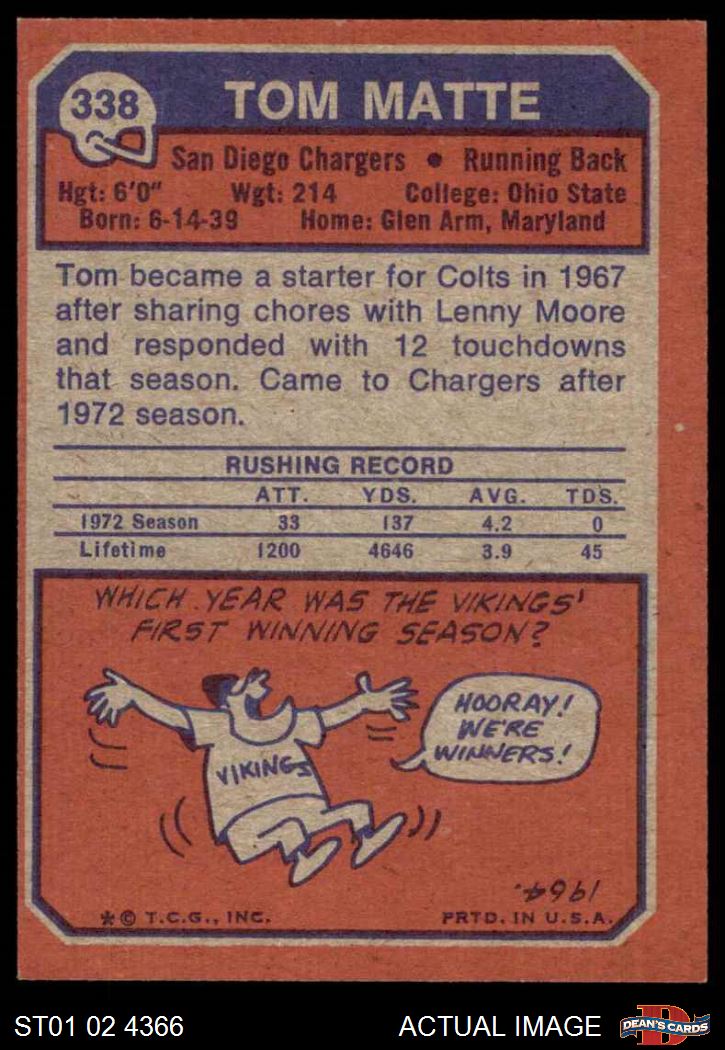 338
TOM MATTE
San Diego Chargers • Running Back
Hgt: 6'0" Wgt: 214 College: Ohio State
Born: 6-14-39 Home: Glen Arm, Maryland
Tom became a starter for Colts in 1967
after sharing chores with Lenny Moore
and responded with 12 touchdowns
that season. Came to Chargers after
1972 season.
RUSHING RECORD
ATT. YDS. AVG. TDS.
1972 Season 33 137 4.2 0
Lifetime 1200 4646 3.9 45
WHICH YEAR WAS THE VIKINGS'
FIRST WINNING SEASON?
HOORAY!
WE'RE
WINNERS!
VIKINGS
1964.
* © T.C.G., INC. PRTD. IN U.S.A.
ST01 02 4366 ACTUAL IMAGE
D
DEAN'S CARDS